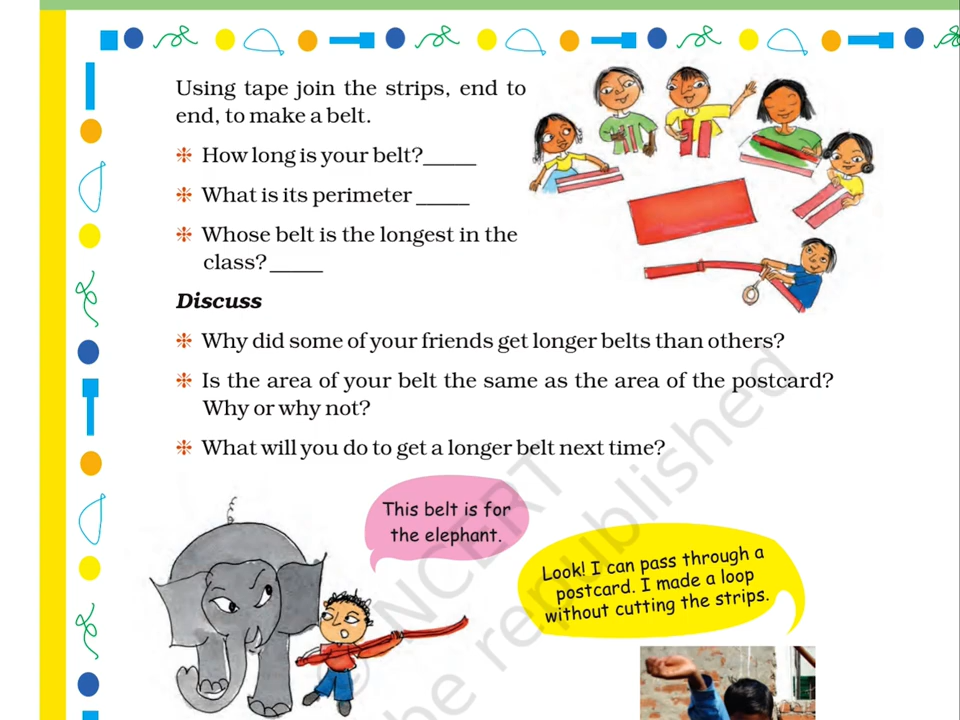 Using tape join the strips, end to
end, to make a belt.
❉ How long is your belt?_____
❉ What is its perimeter _____
❉ Whose belt is the longest in the
class?_____
Discuss
❉ Why did some of your friends get longer belts than others?
❉ Is the area of your belt the same as the area of the postcard?
Why or why not?
❉ What will you do to get a longer belt next time?
This belt is for
the elephant.
Look! I can pass through a
postcard. I made a loop
without cutting the strips.
© NCERT
be republished